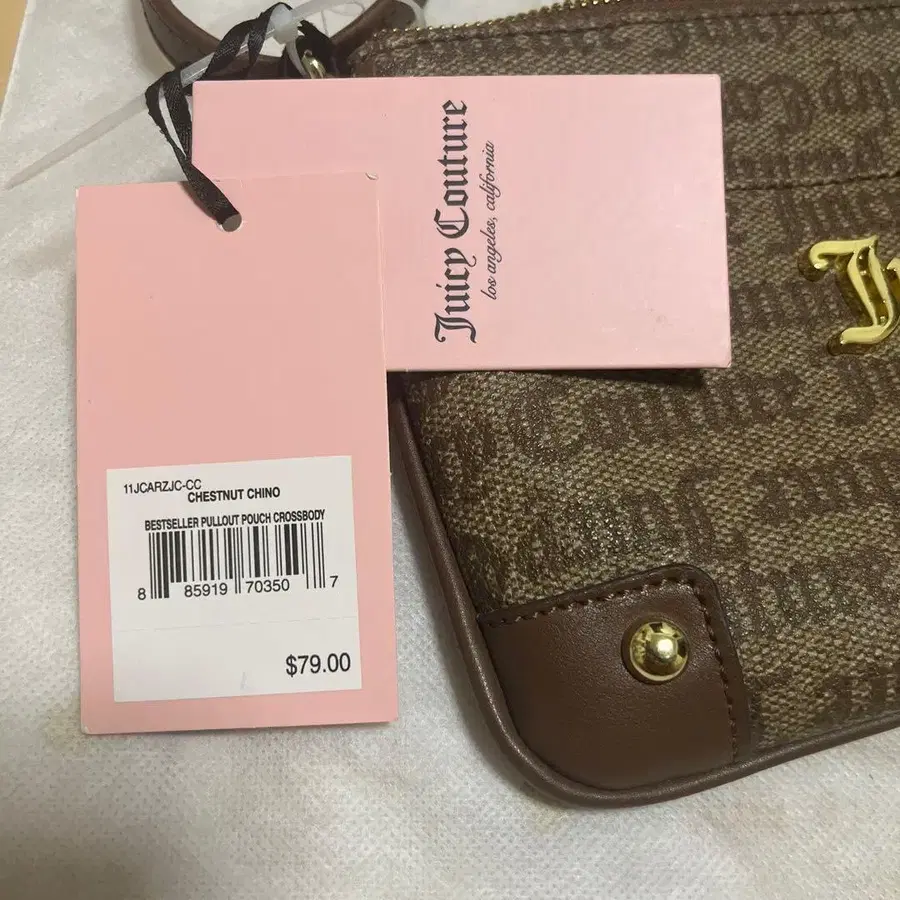 Juicy Couture
los angeles, california
11JCARZJC-CC
CHESTNUT CHINO
BESTSELLER PULLOUT POUCH CROSSBODY
8 85919 70350 7
$79.00